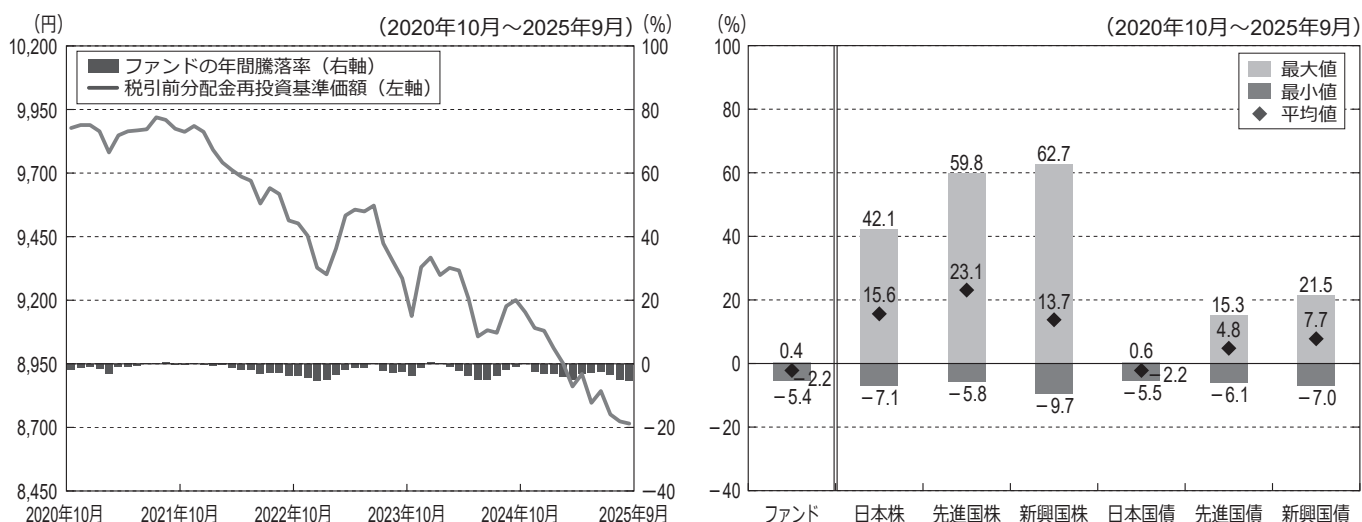 (円)
(2020年10月~2025年9月)
(%)
10,200
9,950
9,700
9,450
9,200
8,950
8,700
8,450
100
80
60
40
20
0
−20
−40
ファンドの年間騰落率(右軸)
税引前分配金再投資基準価額(左軸)
2020年10月
2021年10月
2022年10月
2023年10月
2024年10月
2025年9月
(%)
(2020年10月~2025年9月)
100
80
60
40
20
0
−20
−40
最大値
最小値
平均値
0.4
−2.2
−5.4
42.1
15.6
−7.1
59.8
23.1
−5.8
62.7
13.7
−9.7
0.6
−2.2
−5.5
15.3
4.8
−6.1
21.5
7.7
−7.0
ファンド
日本株
先進国株
新興国株
日本国債
先進国債
新興国債